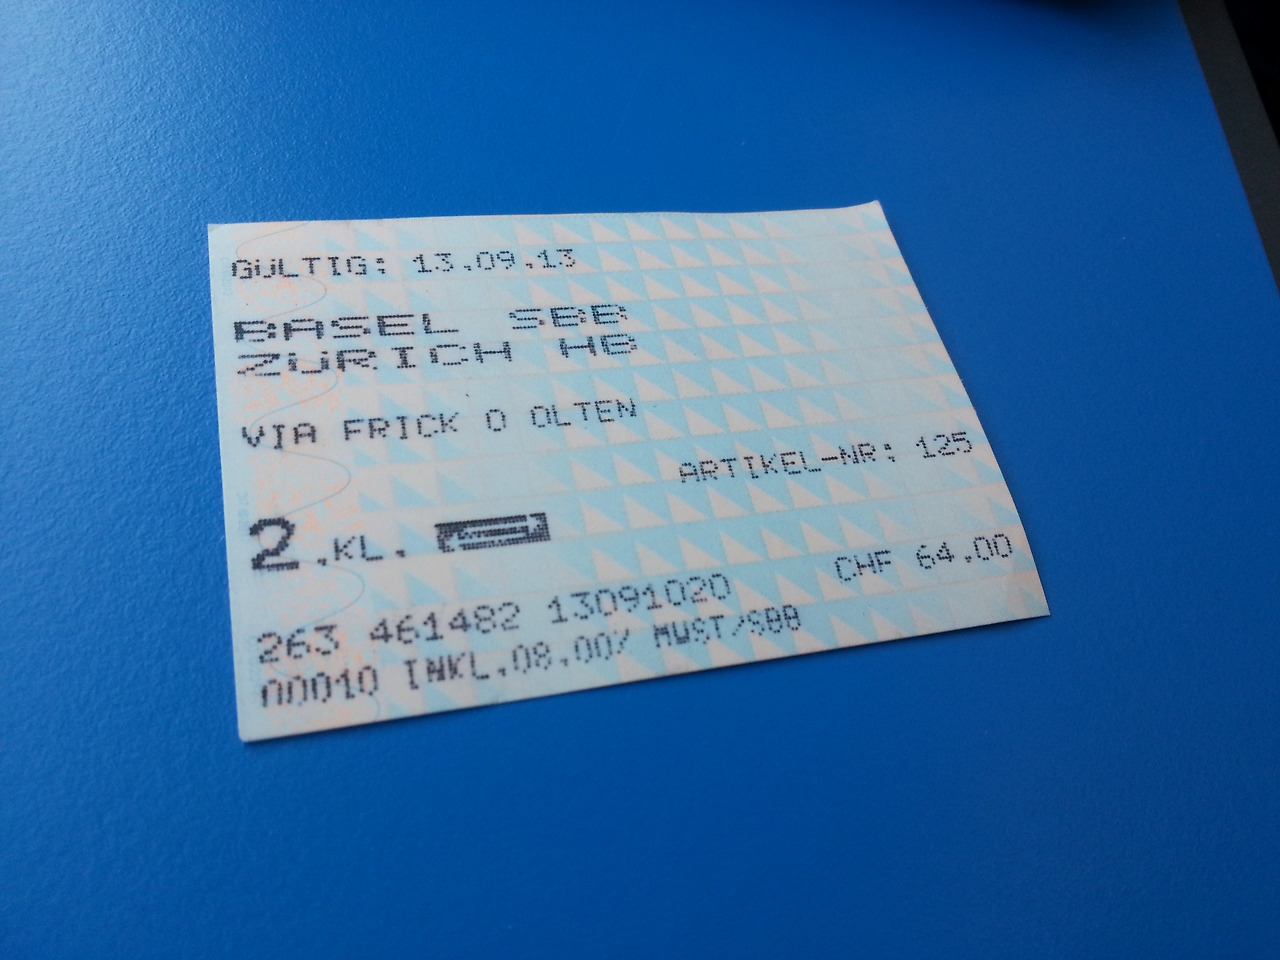 GÜLTIG: 13.09.13
BASEL SBB
ZÜRICH HB
VIA FRICK O OLTEN
ARTIKEL-NR: 125
2.KL.
CHF 64.00
263 461482 13091020
00010 INKL.08.00% MWST/SBB